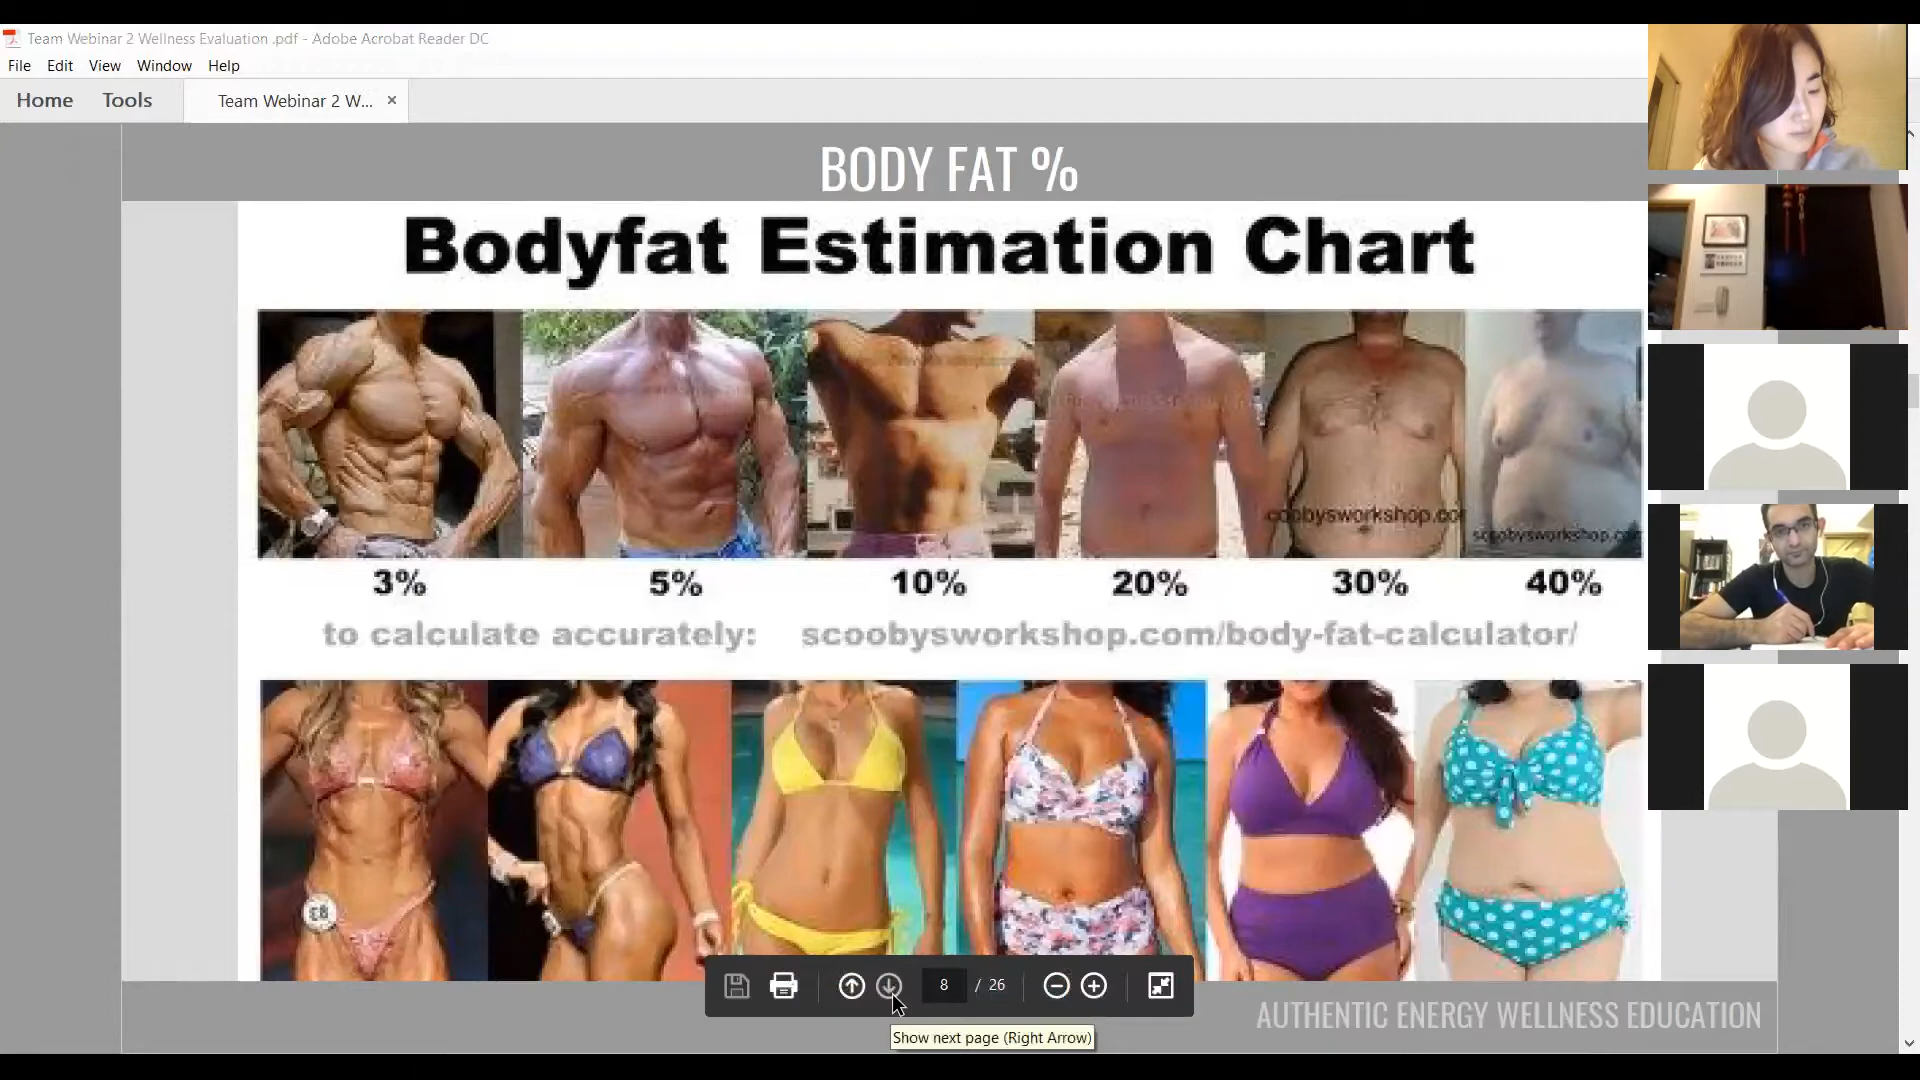 Team Webinar 2 Wellness Evaluation .pdf - Adobe Acrobat Reader DC
File Edit View Window Help
Home Tools Team Webinar 2 W... ×
BODY FAT %
Bodyfat Estimation Chart
scoobysworkshop.com
3% 5% 10% 20% 30% 40%
to calculate accurately: scoobysworkshop.com/body-fat-calculator/
8 / 26
AUTHENTIC ENERGY WELLNESS EDUCATION
Show next page (Right Arrow)